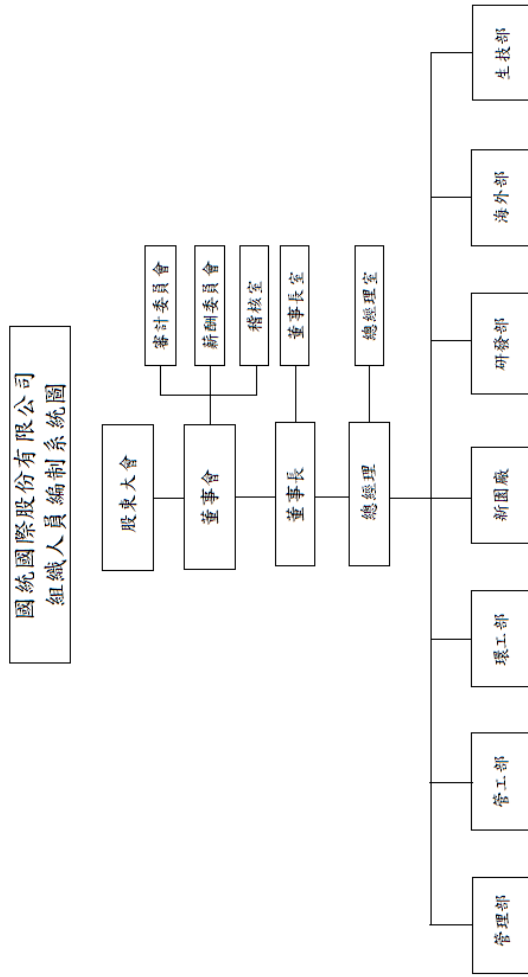 國統國際股份有限公司
組織人員編制系統圖
股東大會
董事會
審計委員會
薪酬委員會
稽核室
董事長
董事長室
總經理
總經理室
管理部
管工部
環工部
新園廠
研發部
海外部
生技部